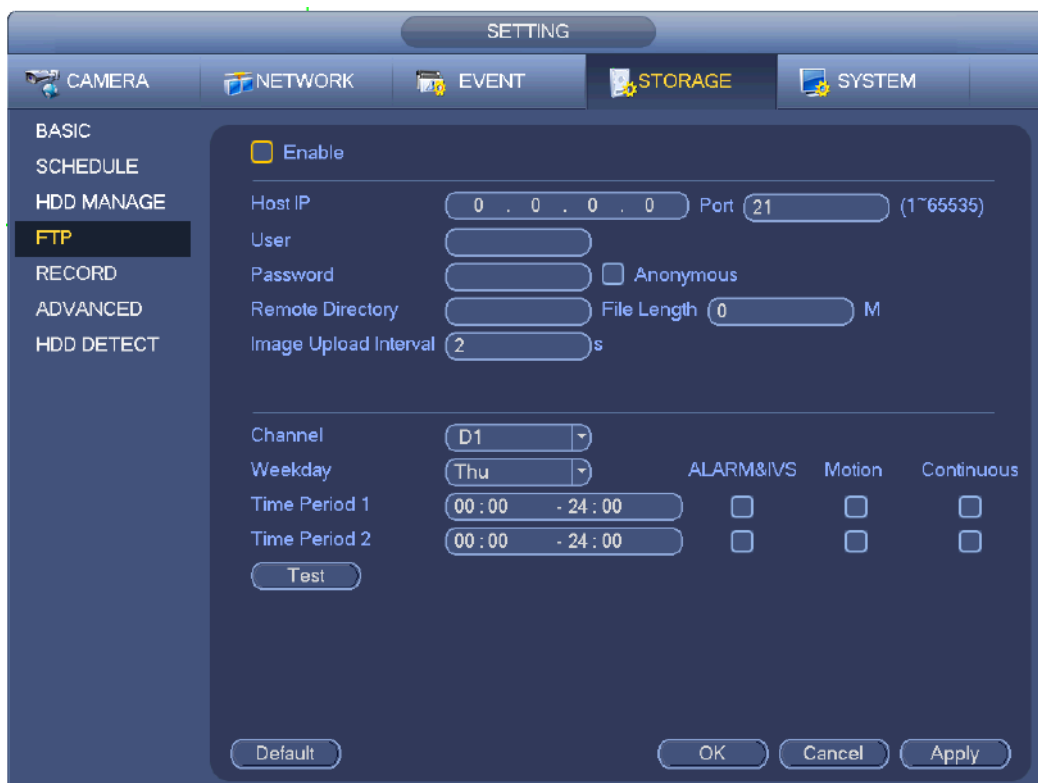 SETTING
CAMERA NETWORK EVENT STORAGE SYSTEM
BASIC
SCHEDULE
HDD MANAGE
FTP
RECORD
ADVANCED
HDD DETECT
Enable
Host IP 0 . 0 . 0 . 0 Port 21 (1~65535)
User
Password Anonymous
Remote Directory File Length 0 M
Image Upload Interval 2 s
Channel D1
Weekday Thu ALARM&IVS Motion Continuous
Time Period 1 00 : 00 - 24 : 00
Time Period 2 00 : 00 - 24 : 00
Test
Default OK Cancel Apply